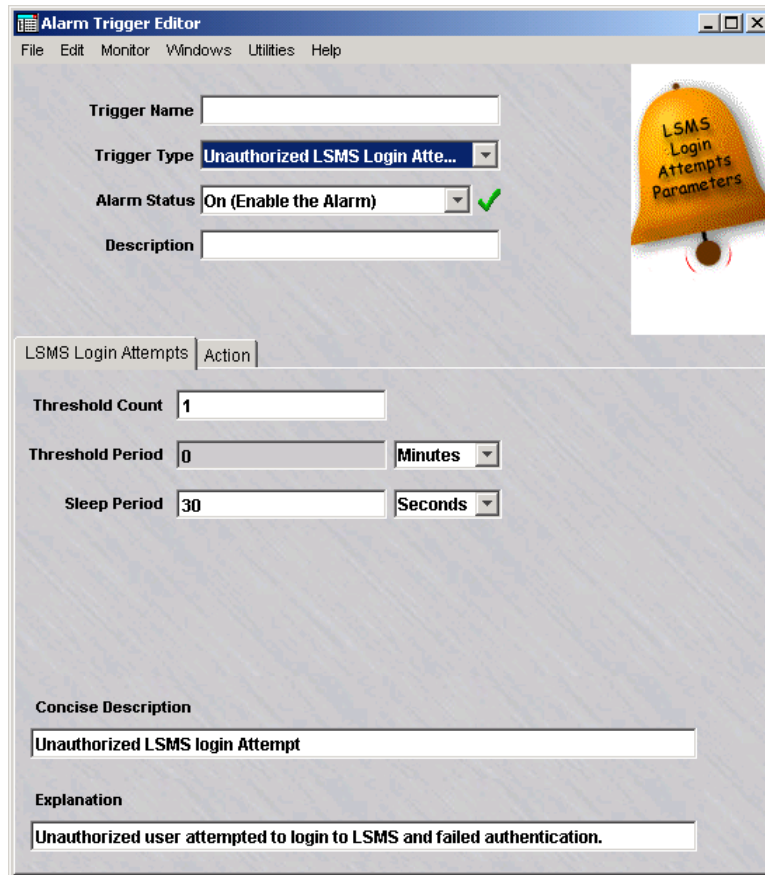 Alarm Trigger Editor
File Edit Monitor Windows Utilities Help
Trigger Name
Trigger Type Unauthorized LSMS Login Atte...
Alarm Status On (Enable the Alarm)
Description
LSMS
Login
Attempts
Parameters
LSMS Login Attempts Action
Threshold Count 1
Threshold Period 0 Minutes
Sleep Period 30 Seconds
Concise Description
Unauthorized LSMS login Attempt
Explanation
Unauthorized user attempted to login to LSMS and failed authentication.